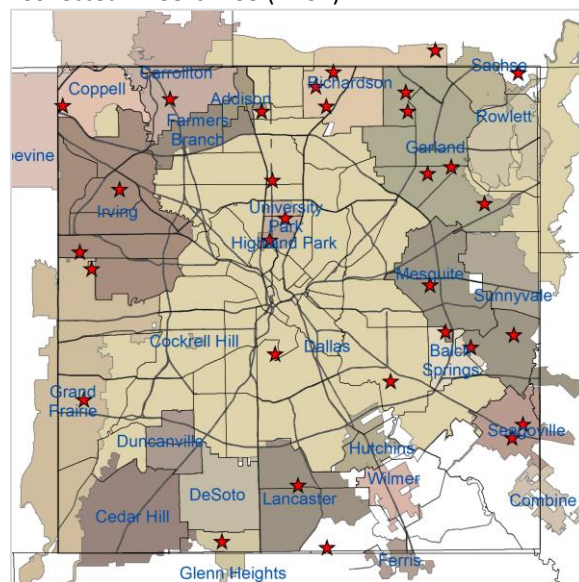 Sachse
Carrollton
Coppell
Richardson
Addison
Rowlett
Farmers
Branch
Garland
evine
Irving
University
Park
Highland Park
Mesquite
Sunnyvale
Cockrell Hill
Dallas
Balch
Springs
Grand
Prairie
Seagoville
Duncanville
Hutchins
Wilmer
DeSoto
Lancaster
Combine
Cedar Hill
Ferris
Glenn Heights